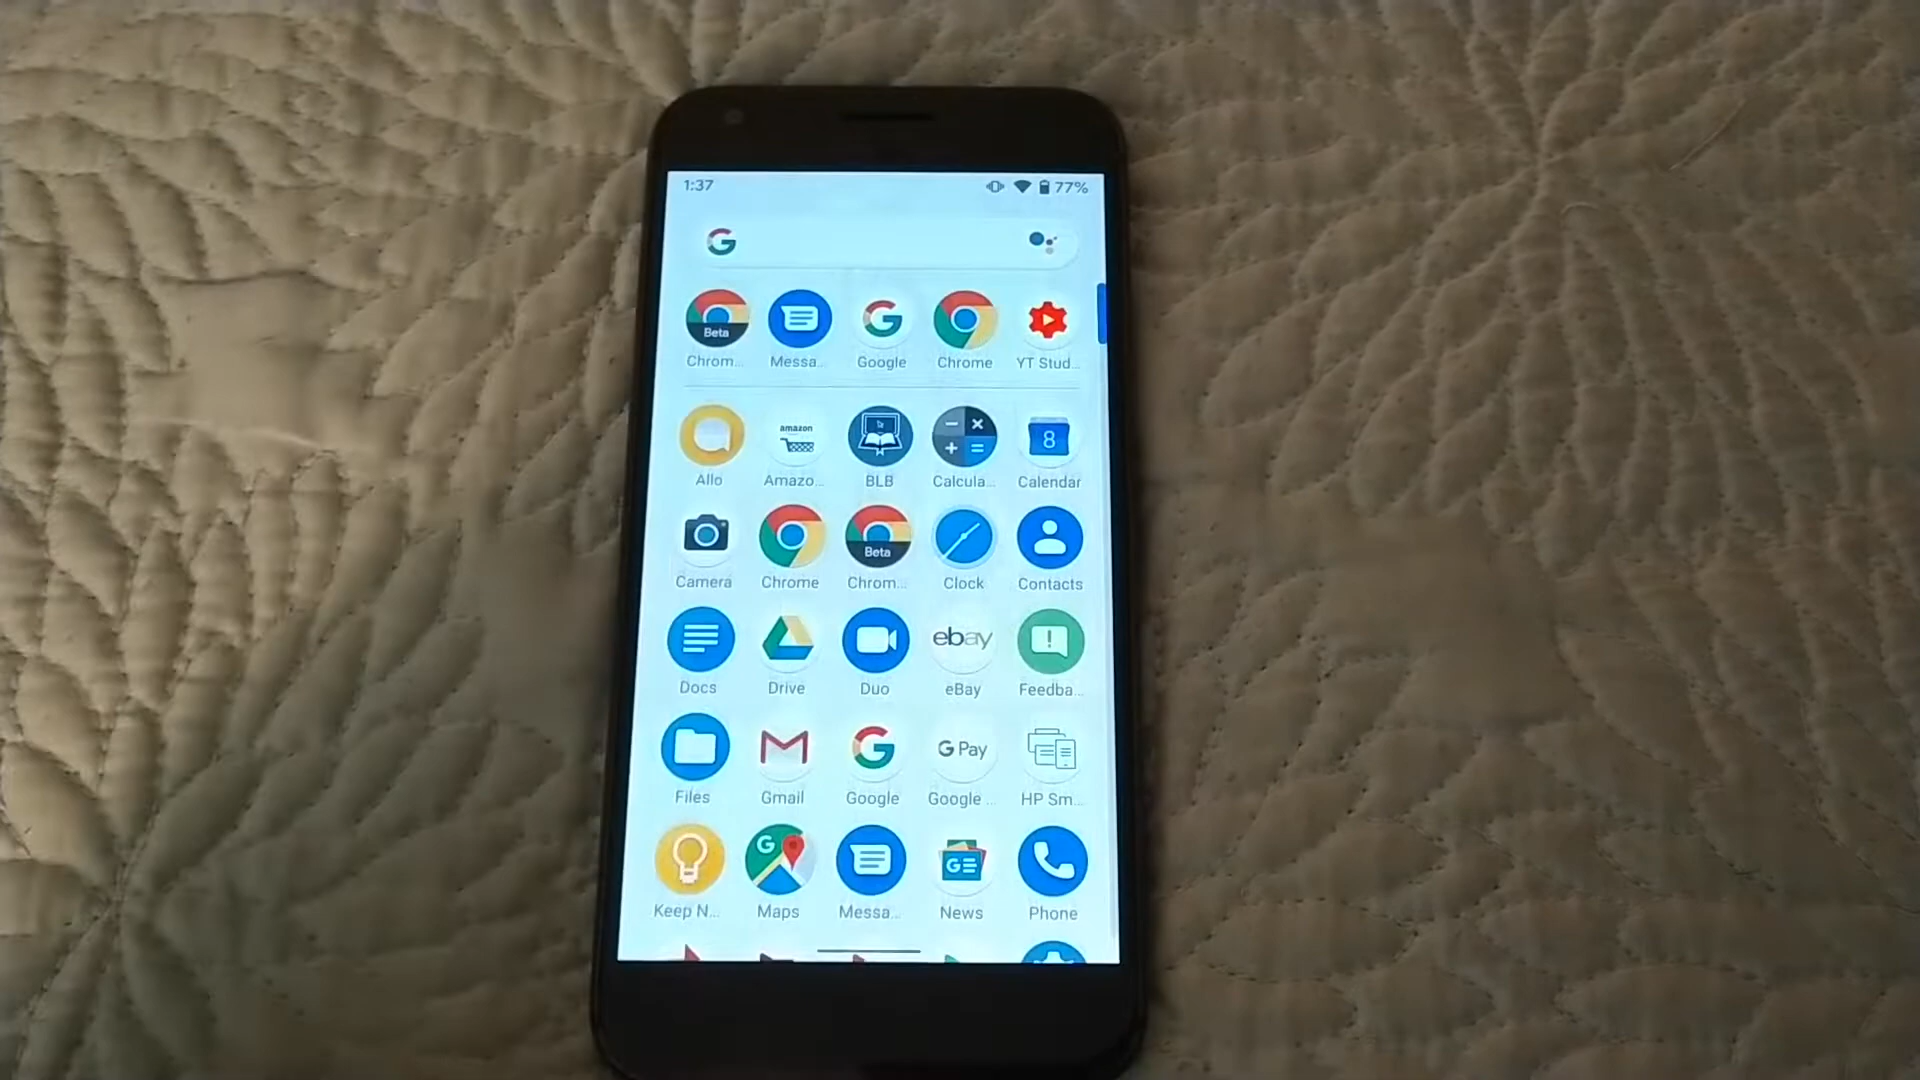 1:37 77%
G
Beta
Chrom... Messa... Google Chrome YT Stud...
amazon
8
Allo Amazo... BLB Calcula... Calendar
Beta
Camera Chrome Chrom... Clock Contacts
ebay
Docs Drive Duo eBay Feedba...
G Pay
Files Gmail Google Google ... HP Sm...
G GE
Keep N... Maps Messa... News Phone